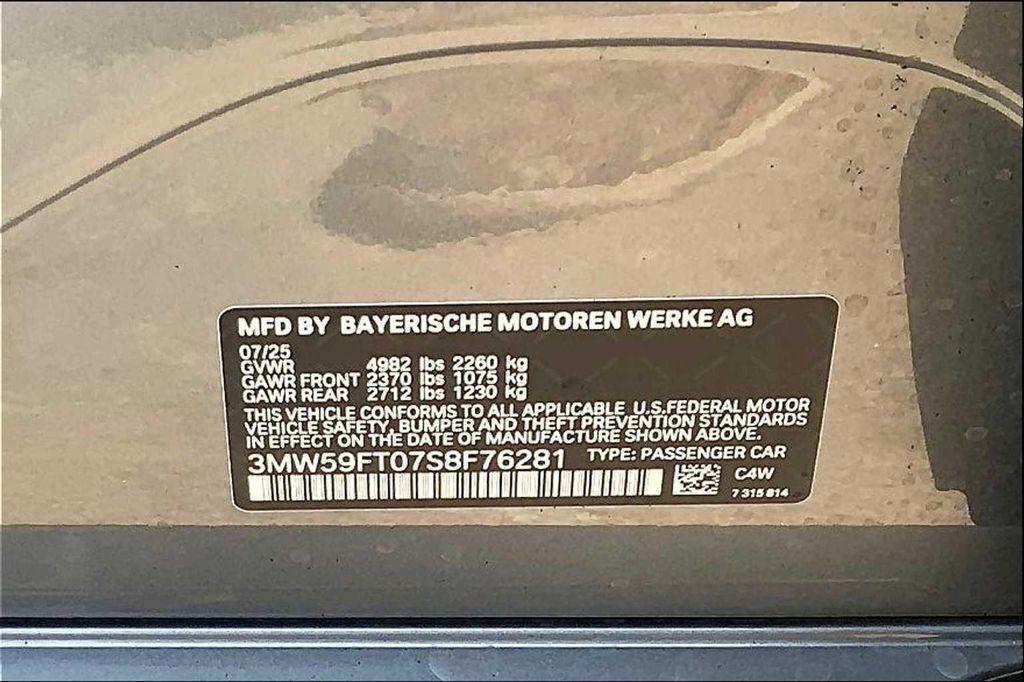 MFD BY BAYERISCHE MOTOREN WERKE AG
07/25
GVWR 4982 lbs 2260 kg
GAWR FRONT 2370 lbs 1075 kg
GAWR REAR 2712 lbs 1230 kg
THIS VEHICLE CONFORMS TO ALL APPLICABLE U.S.FEDERAL MOTOR
VEHICLE SAFETY, BUMPER AND THEFT PREVENTION STANDARDS
IN EFFECT ON THE DATE OF MANUFACTURE SHOWN ABOVE.
3MW59FT07S8F76281 TYPE: PASSENGER CAR
C4W
7 315 814